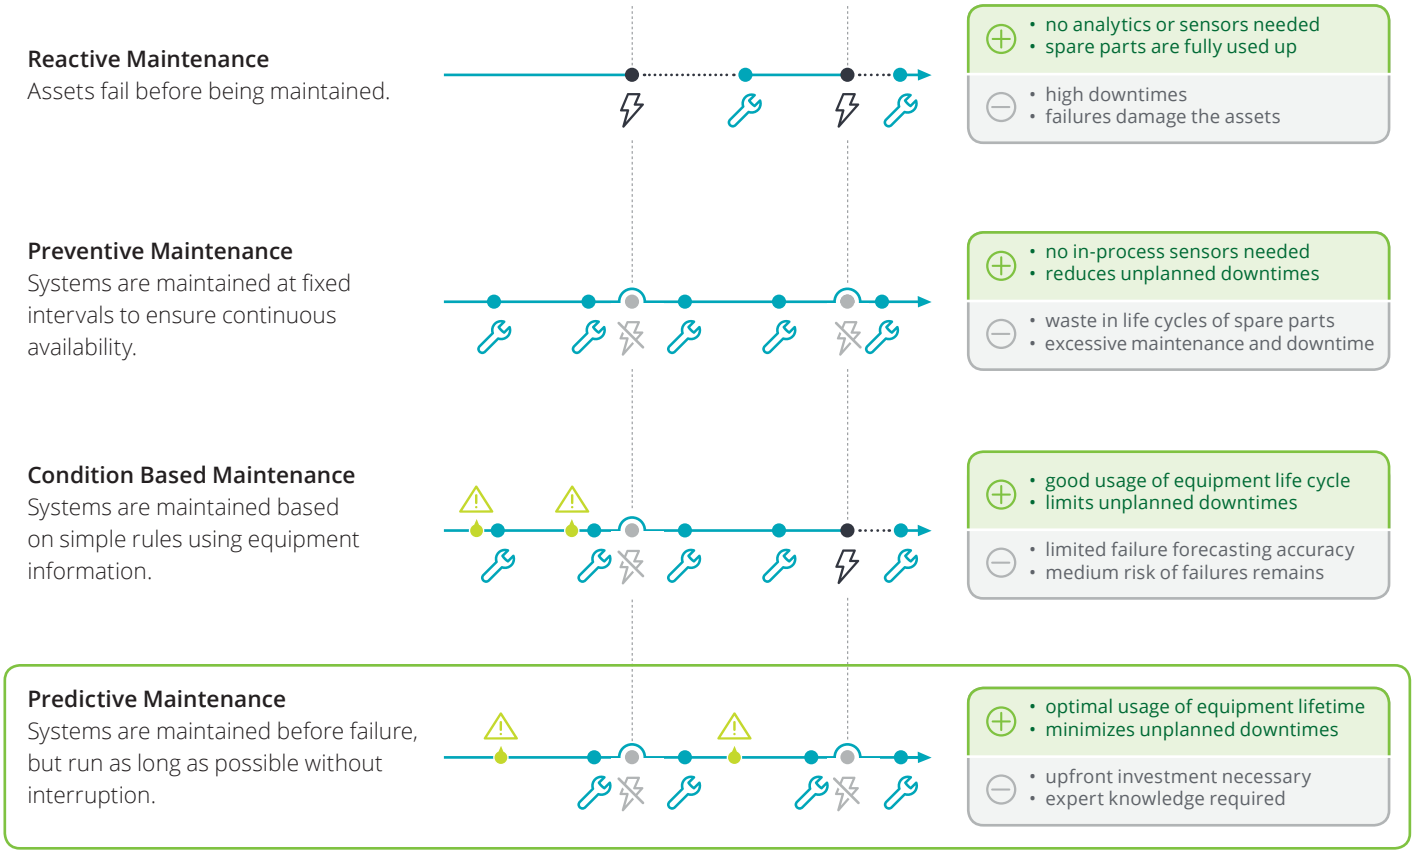 Reactive Maintenance
Assets fail before being maintained.
• no analytics or sensors needed
• spare parts are fully used up
• high downtimes
• failures damage the assets
Preventive Maintenance
Systems are maintained at fixed
intervals to ensure continuous
availability.
• no in-process sensors needed
• reduces unplanned downtimes
• waste in life cycles of spare parts
• excessive maintenance and downtime
Condition Based Maintenance
Systems are maintained based
on simple rules using equipment
information.
• good usage of equipment life cycle
• limits unplanned downtimes
• limited failure forecasting accuracy
• medium risk of failures remains
Predictive Maintenance
Systems are maintained before failure,
but run as long as possible without
interruption.
• optimal usage of equipment lifetime
• minimizes unplanned downtimes
• upfront investment necessary
• expert knowledge required